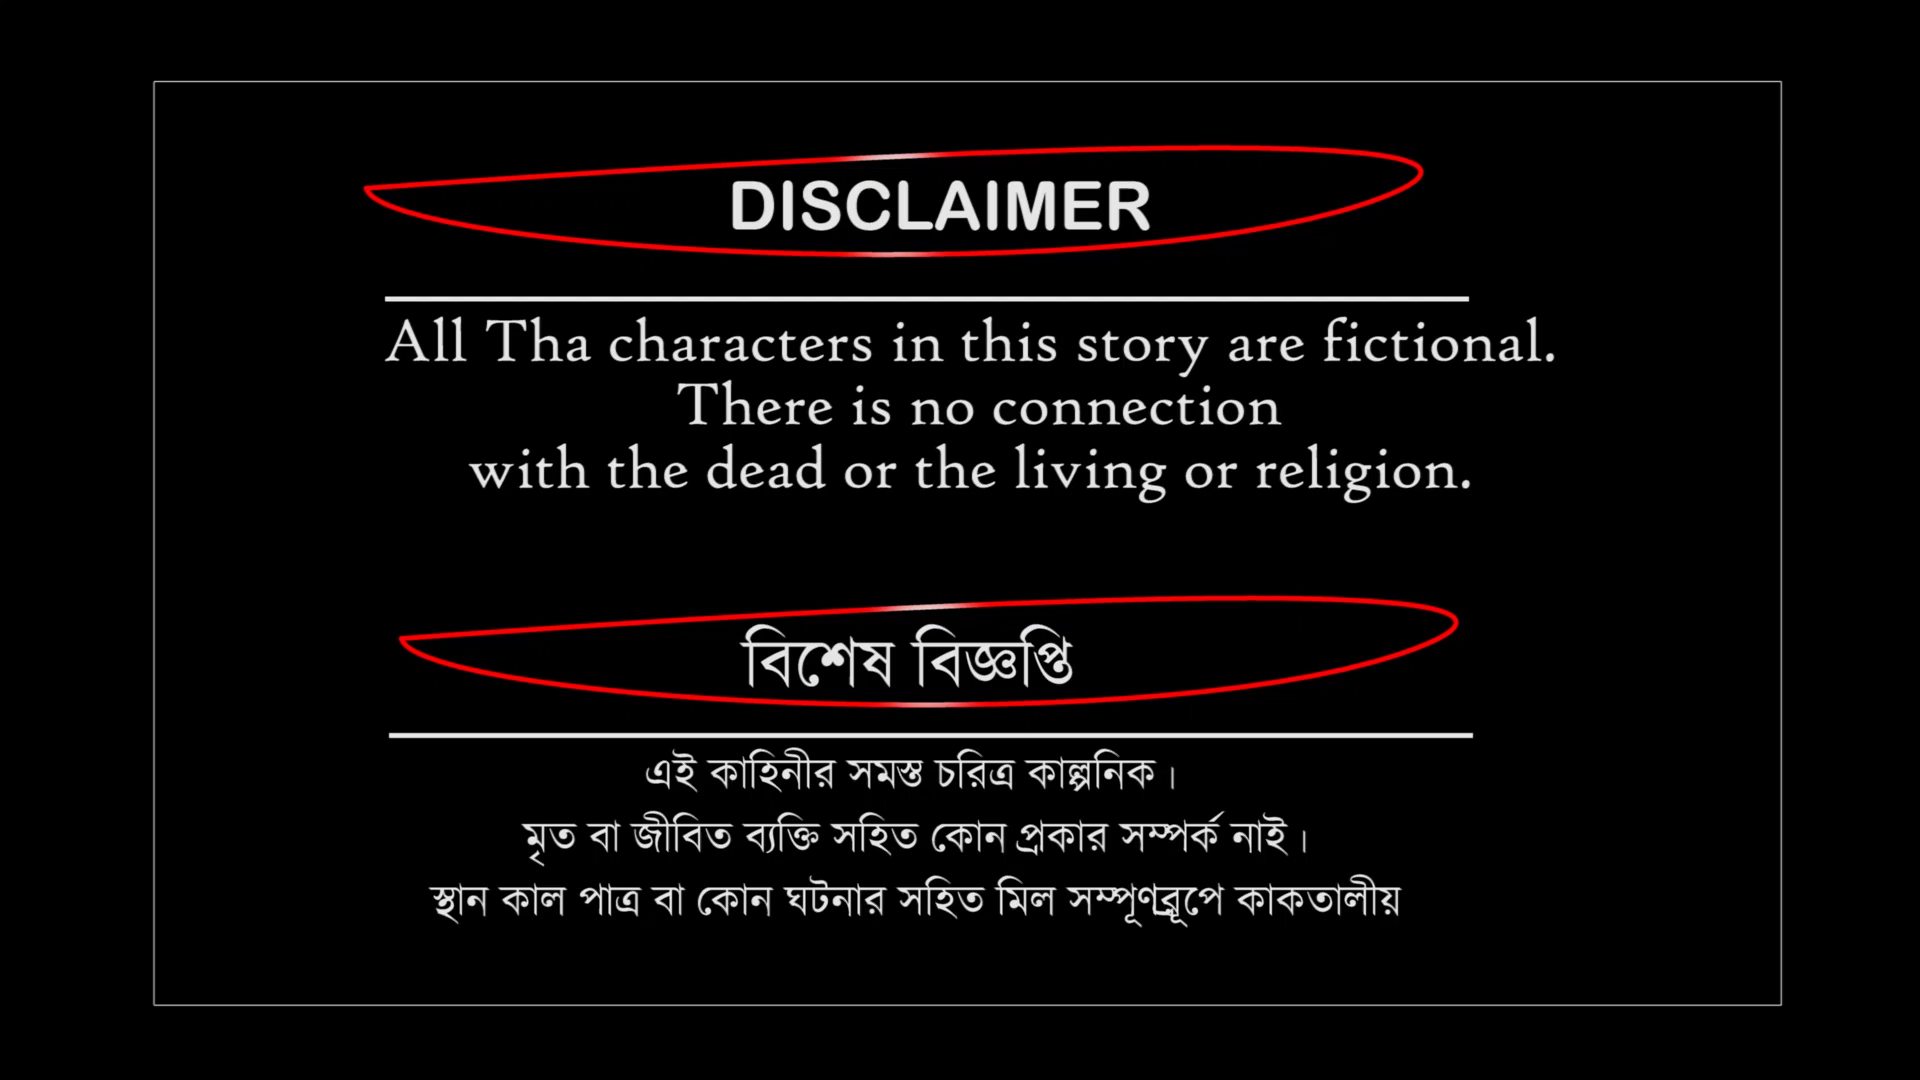 DISCLAIMER
All Tha characters in this story are fictional.
There is no connection
with the dead or the living or religion.
বিশেষ বিজ্ঞপ্তি
এই কাহিনীর সমস্ত চরিত্র কাল্পনিক।
মৃত বা জীবিত ব্যক্তি সহিত কোন প্রকার সম্পর্ক নাই।
স্থান কাল পাত্র বা কোন ঘটনার সহিত মিল সম্পূণব্রূপে কাকতালীয়